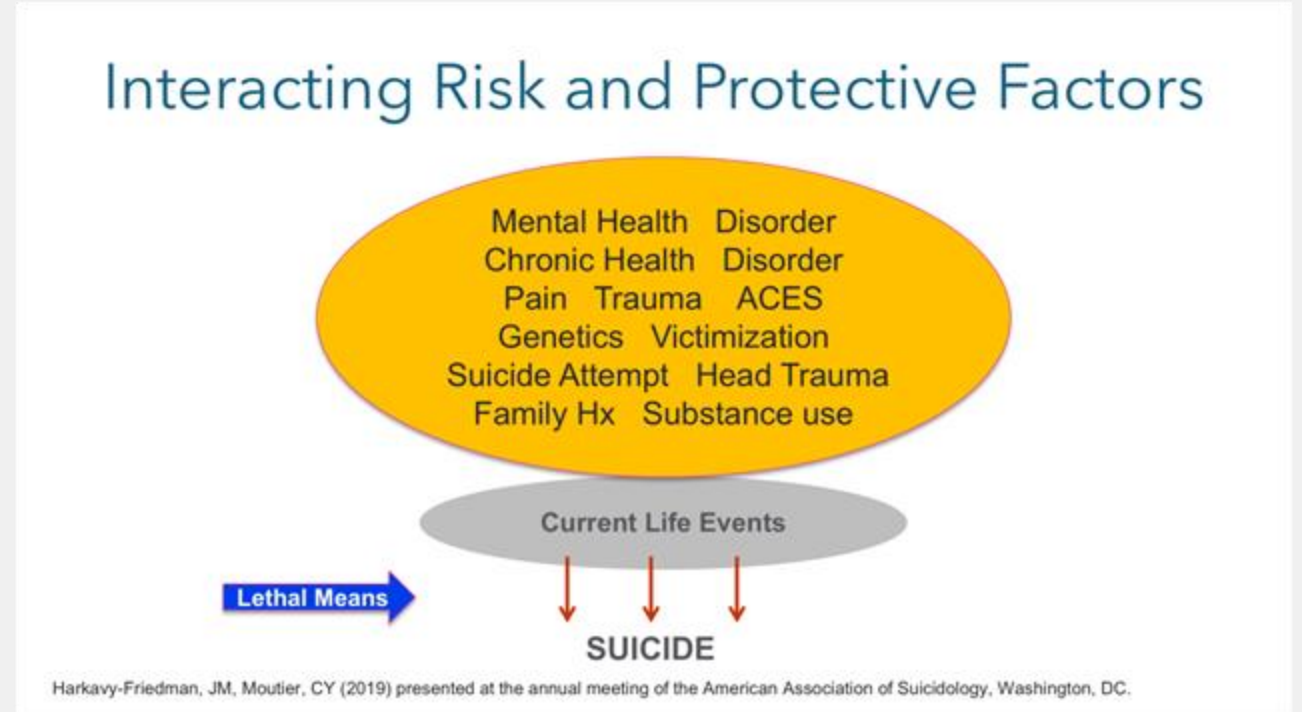 Interacting Risk and Protective Factors
Mental Health Disorder
Chronic Health Disorder
Pain Trauma ACES
Genetics Victimization
Suicide Attempt Head Trauma
Family Hx Substance use
Current Life Events
Lethal Means
SUICIDE
Harkavy-Friedman, JM, Moutier, CY (2019) presented at the annual meeting of the American Association of Suicidology, Washington, DC.